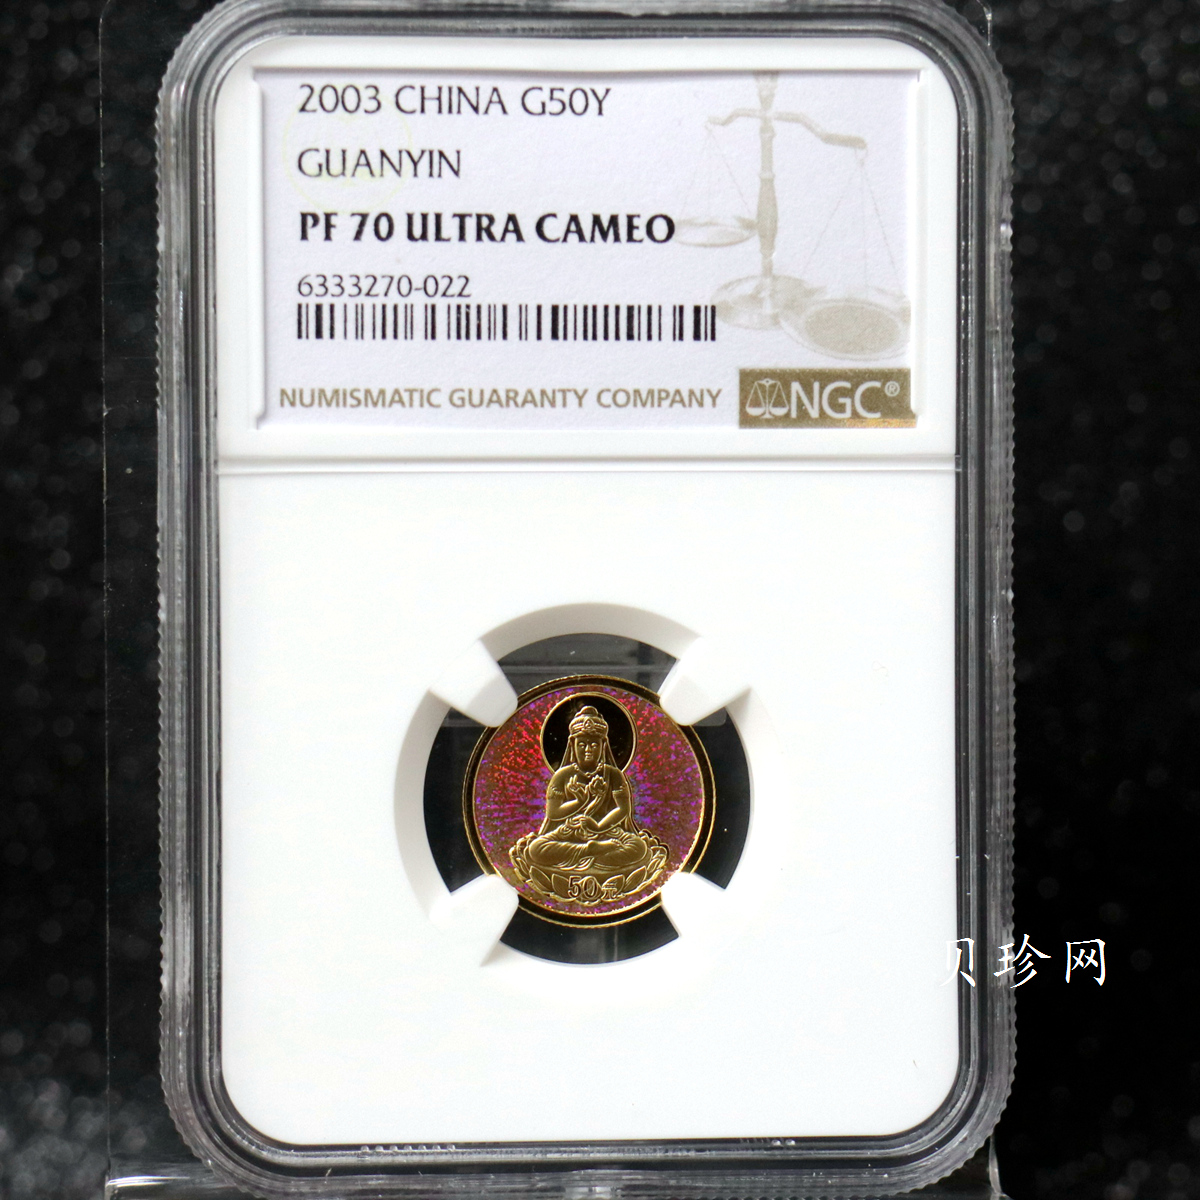 2003 CHINA G50Y
GUANYIN
PF 70 ULTRA CAMEO
6333270-022
NUMISMATIC GUARANTY COMPANY
NGC®
50元
贝珍网